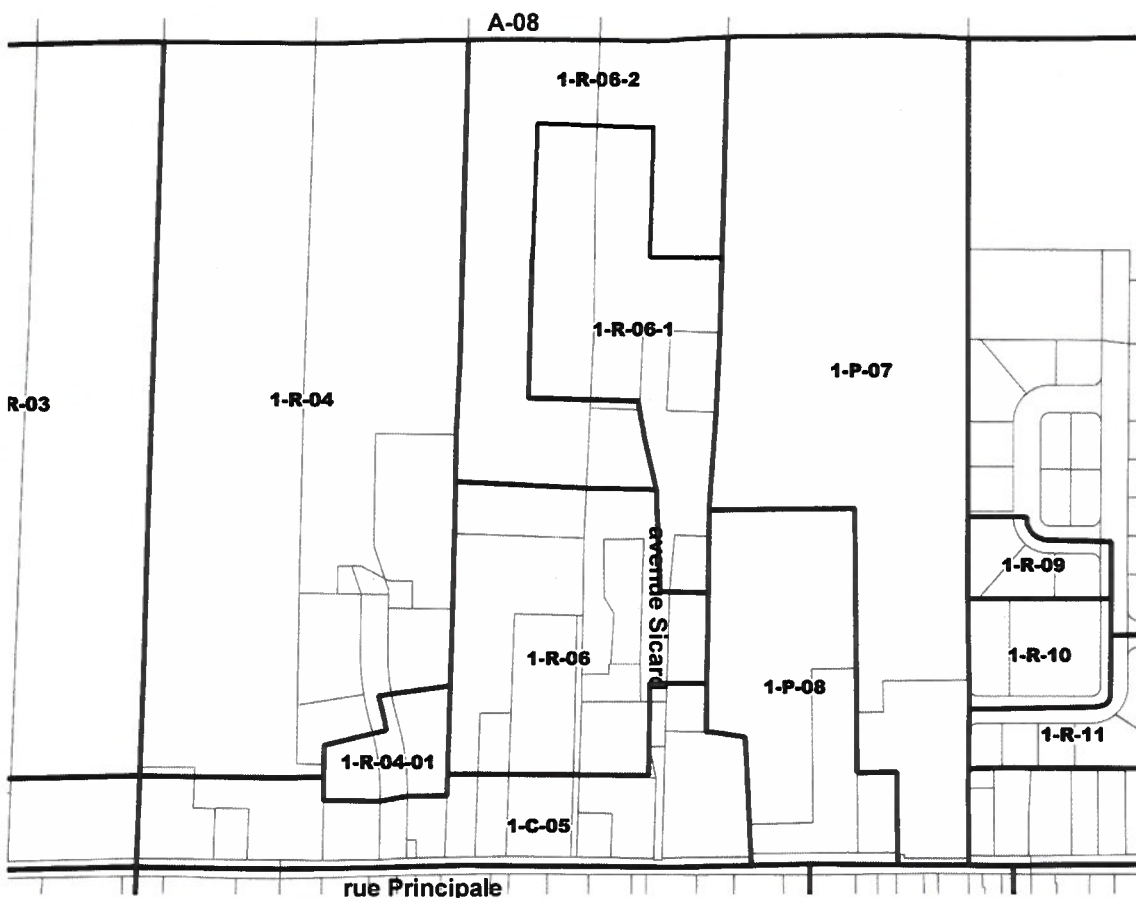 A-08
1-R-06-2
1-R-06-1
1-P-07
R-03
1-R-04
avenue Sicard
1-R-09
1-R-06
1-R-10
1-P-08
1-R-11
1-R-04-01
1-C-05
rue Principale